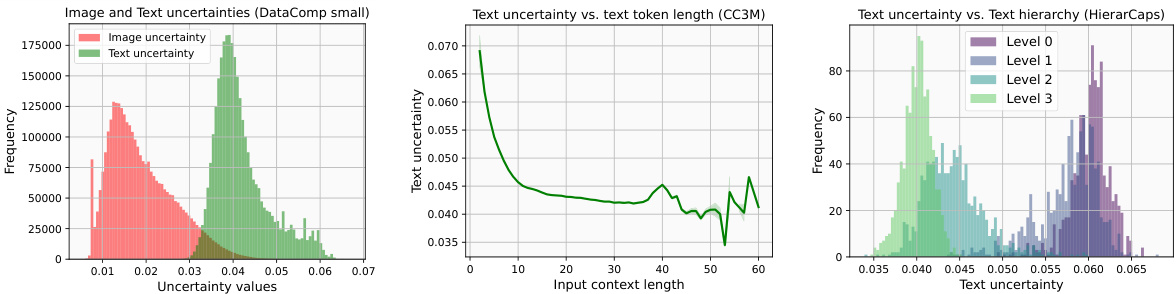 Image and Text uncertainties (DataComp small)
Image uncertainty
Text uncertainty
175000
150000
125000
100000
75000
50000
25000
0
Frequency
0.01 0.02 0.03 0.04 0.05 0.06 0.07
Uncertainty values
Text uncertainty vs. text token length (CC3M)
0.070
0.065
0.060
0.055
0.050
0.045
0.040
0.035
Text uncertainty
0 10 20 30 40 50 60
Input context length
Text uncertainty vs. Text hierarchy (HierarCaps)
Level 0
Level 1
Level 2
Level 3
80
60
40
20
0
Frequency
0.035 0.040 0.045 0.050 0.055 0.060 0.065
Text uncertainty